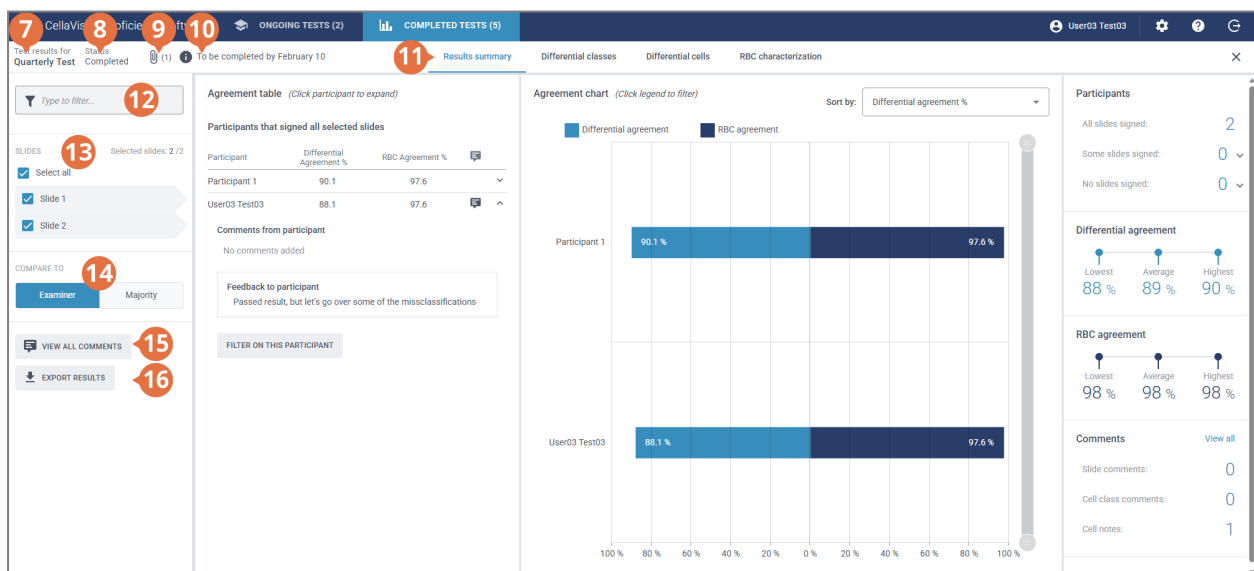 7 CellaVis 8 oficie 9 oft 10 ONGOING TESTS (2) COMPLETED TESTS (5) User03 Test03
Test results for Status
Quarterly Test Completed (1) To be completed by February 10 11 Results summary Differential classes Differential cells RBC characterization
Type to filter... 12
SLIDES 13 Selected slides: 2 /2
Select all
Slide 1
Slide 2
COMPARE TO 14
Examiner Majority
VIEW ALL COMMENTS 15
EXPORT RESULTS 16
Agreement table (Click participant to expand)
Participants that signed all selected slides
Participant Differential Agreement % RBC Agreement %
Participant 1 90.1 97.6
User03 Test03 88.1 97.6
Comments from participant
No comments added
Feedback to participant
Passed result, but let's go over some of the missclassifications
FILTER ON THIS PARTICIPANT
Agreement chart (Click legend to filter) Sort by: Differential agreement %
Differential agreement RBC agreement
Participant 1 90.1 % 97.6 %
User03 Test03 88.1 % 97.6 %
100 % 80 % 60 % 40 % 20 % 0 % 20 % 40 % 60 % 80 % 100 %
Participants
All slides signed: 2
Some slides signed: 0
No slides signed: 0
Differential agreement
Lowest Average Highest
88 % 89 % 90 %
RBC agreement
Lowest Average Highest
98 % 98 % 98 %
Comments View all
Slide comments: 0
Cell class comments: 0
Cell notes: 1